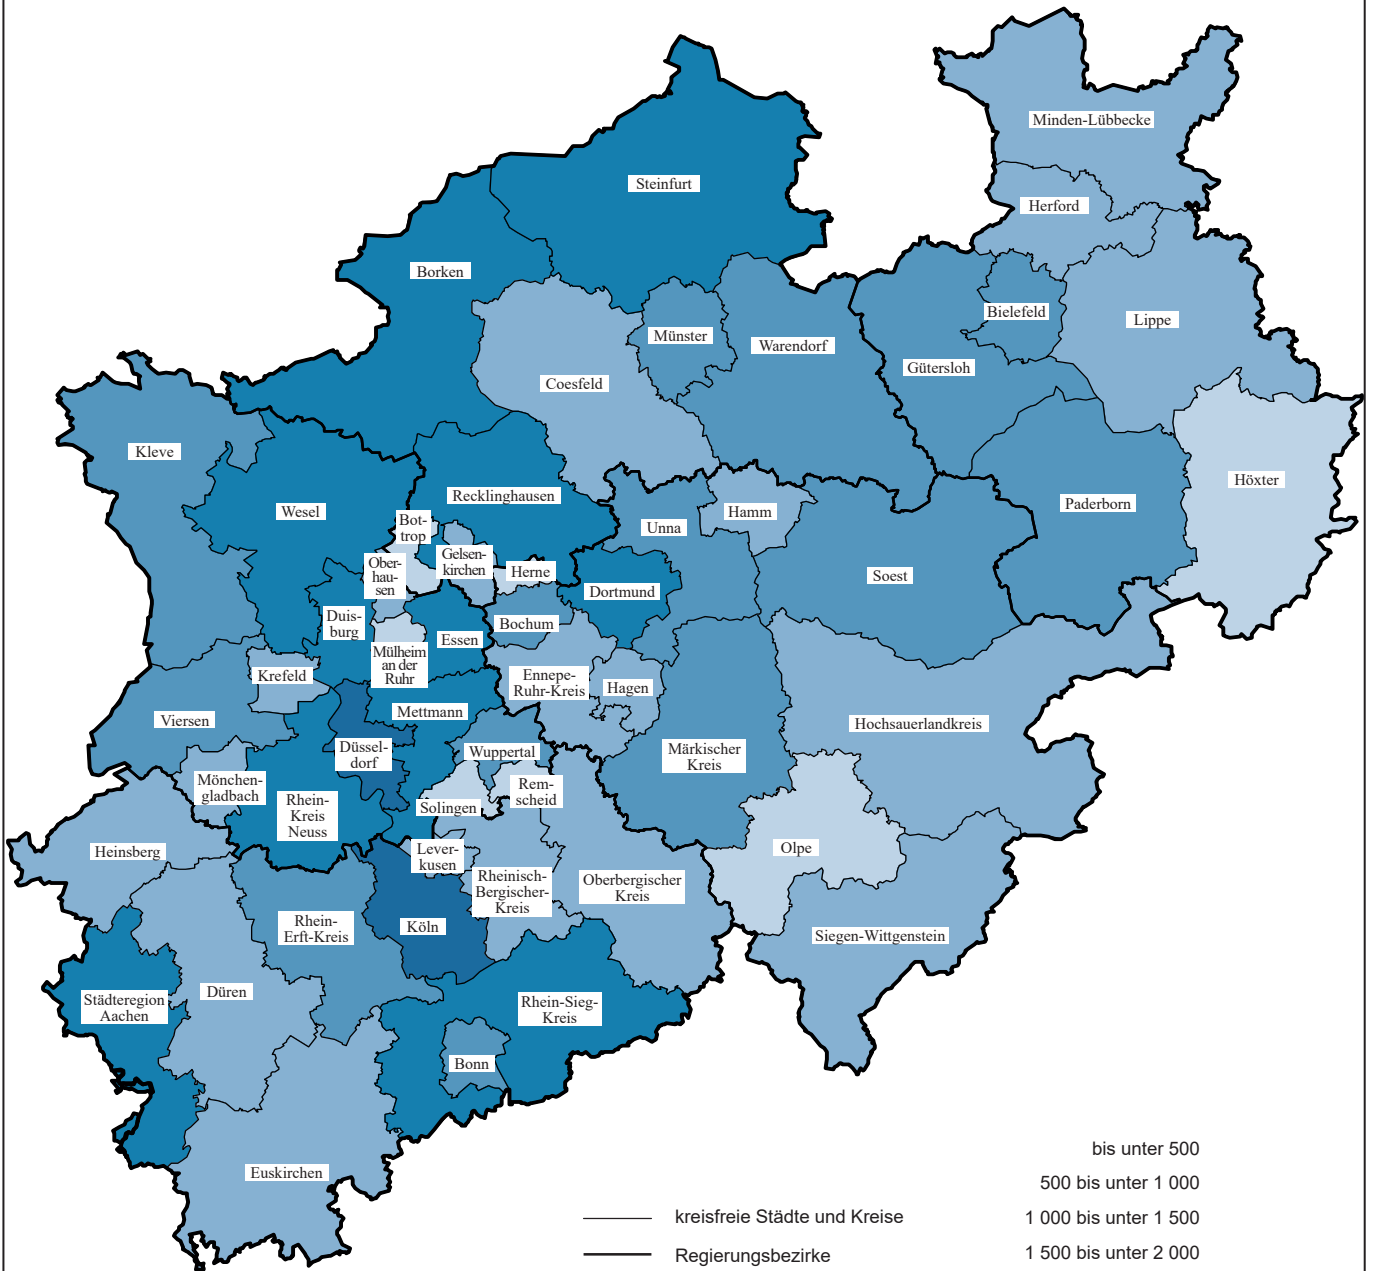 Minden-Lübbecke
Steinfurt
Herford
Borken
Bielefeld
Lippe
Münster
Warendorf
Gütersloh
Coesfeld
Kleve
Höxter
Recklinghausen
Paderborn
Wesel
Hamm
Unna
Bot-
trop
Gelsen-
kirchen
Ober-
hau-
sen
Herne
Soest
Dortmund
Duis-
burg
Bochum
Essen
Mülheim
an der
Ruhr
Krefeld
Ennepe-
Ruhr-Kreis
Hagen
Mettmann
Viersen
Hochsauerlandkreis
Düssel-
dorf
Wuppertal
Märkischer
Kreis
Mönchen-
gladbach
Rem-
scheid
Solingen
Rhein-
Kreis
Neuss
Heinsberg
Lever-
kusen
Olpe
Rheinisch-
Bergischer-
Kreis
Oberbergischer
Kreis
Rhein-
Erft-Kreis
Köln
Siegen-Wittgenstein
Düren
Städteregion
Aachen
Rhein-Sieg-
Kreis
Bonn
Euskirchen
bis unter 500
500 bis unter 1 000
kreisfreie Städte und Kreise
1 000 bis unter 1 500
Regierungsbezirke
1 500 bis unter 2 000